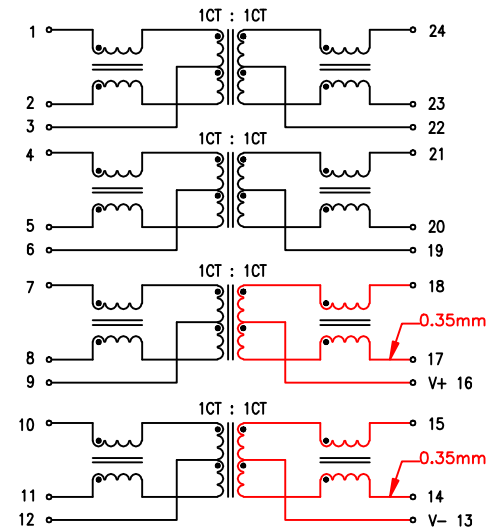 1CT : 1CT
1 24
2 23
3 22
1CT : 1CT
4 21
5 20
6 19
1CT : 1CT
7 18
0.35mm
8 17
9 V+ 16
1CT : 1CT
10 15
0.35mm
11 14
12 V- 13